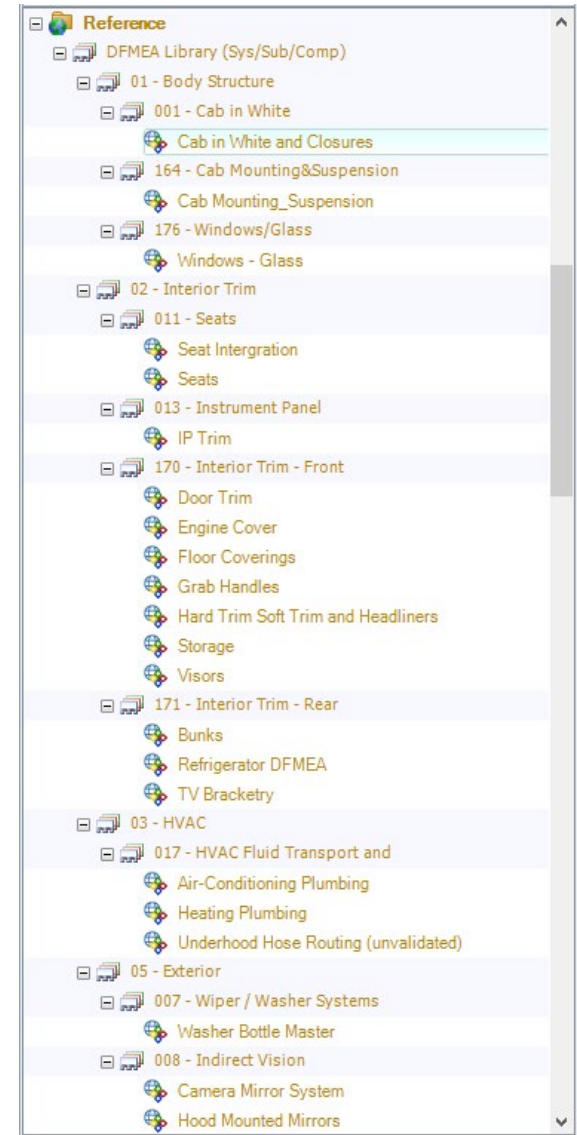 Reference
DFMEA Library (Sys/Sub/Comp)
01 - Body Structure
001 - Cab in White
Cab in White and Closures
164 - Cab Mounting&Suspension
Cab Mounting_Suspension
176 - Windows/Glass
Windows - Glass
02 - Interior Trim
011 - Seats
Seat Intergration
Seats
013 - Instrument Panel
IP Trim
170 - Interior Trim - Front
Door Trim
Engine Cover
Floor Coverings
Grab Handles
Hard Trim Soft Trim and Headliners
Storage
Visors
171 - Interior Trim - Rear
Bunks
Refrigerator DFMEA
TV Bracketry
03 - HVAC
017 - HVAC Fluid Transport and
Air-Conditioning Plumbing
Heating Plumbing
Underhood Hose Routing (unvalidated)
05 - Exterior
007 - Wiper / Washer Systems
Washer Bottle Master
008 - Indirect Vision
Camera Mirror System
Hood Mounted Mirrors